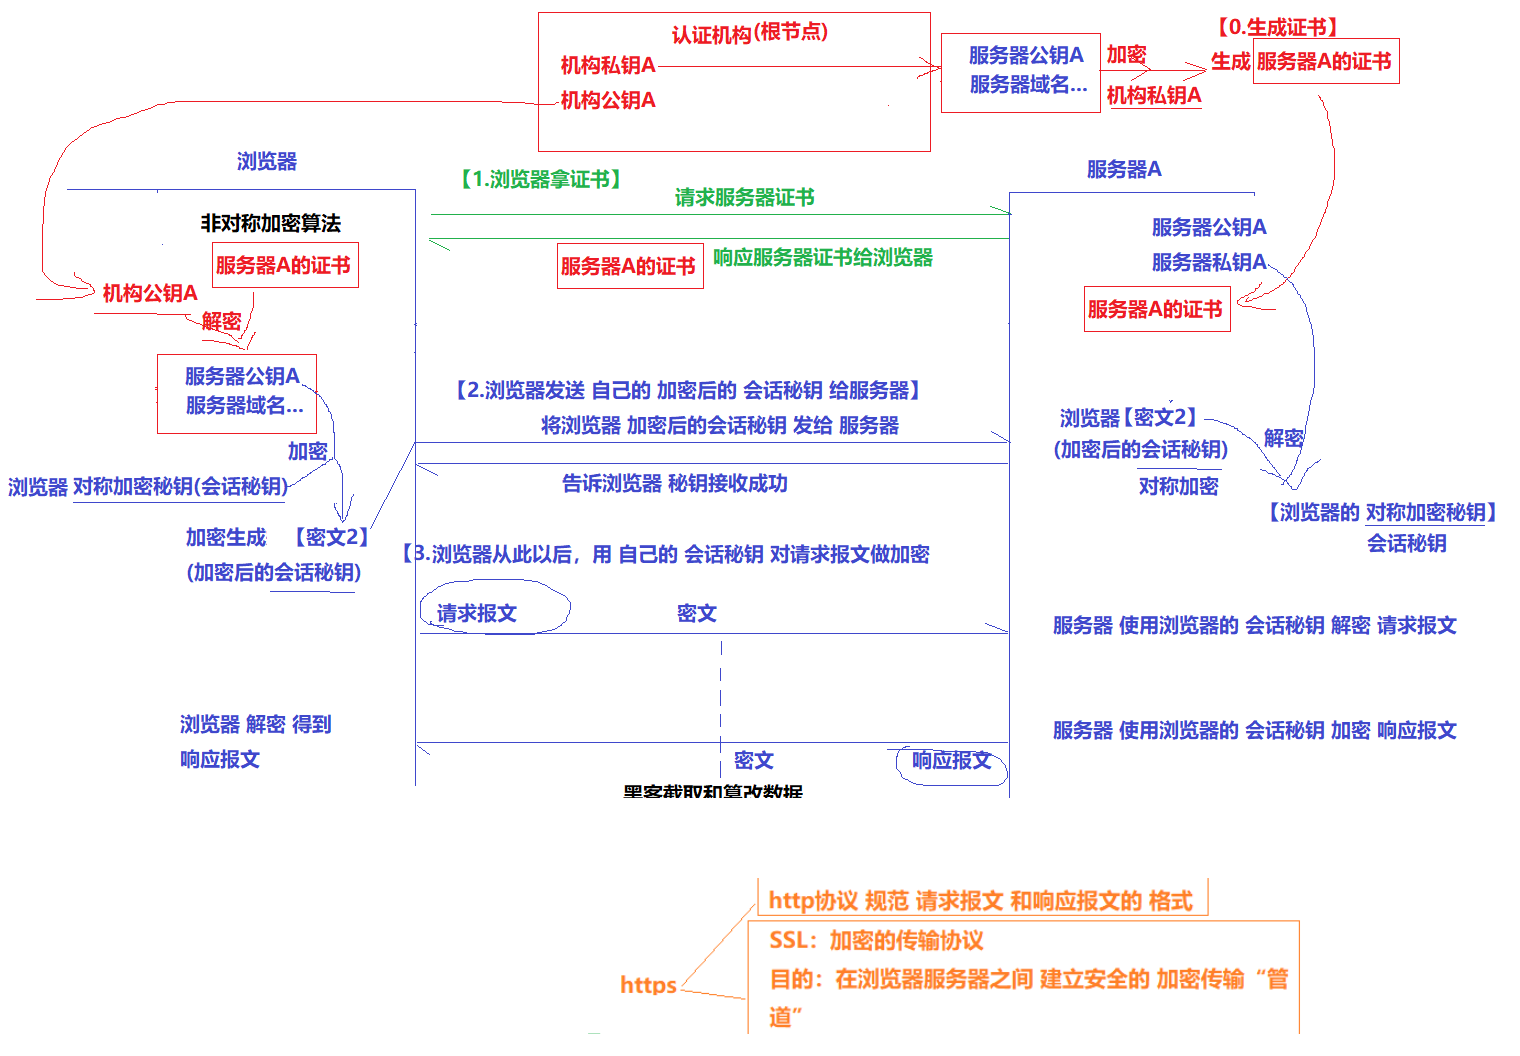 认证机构(根节点)
机构私钥A
机构公钥A
服务器公钥A
服务器域名...
加密
机构私钥A
【0.生成证书】
生成 服务器A的证书
浏览器
服务器A
【1.浏览器拿证书】
请求服务器证书
响应服务器证书给浏览器
服务器A的证书
非对称加密算法
服务器A的证书
机构公钥A
解密
服务器公钥A
服务器域名...
加密
浏览器 对称加密秘钥(会话秘钥)
加密生成 【密文2】
(加密后的会话秘钥)
服务器公钥A
服务器私钥A
服务器A的证书
【2.浏览器发送 自己的 加密后的 会话秘钥 给服务器】
将浏览器 加密后的会话秘钥 发给 服务器
告诉浏览器 秘钥接收成功
浏览器【密文2】
(加密后的会话秘钥)
对称加密
解密
【浏览器的 对称加密秘钥】
会话秘钥
【3.浏览器从此以后，用 自己的 会话秘钥 对请求报文做加密
请求报文
密文
服务器 使用浏览器的 会话秘钥 解密 请求报文
浏览器 解密 得到
响应报文
密文
响应报文
服务器 使用浏览器的 会话秘钥 加密 响应报文
黑客截取和篡改数据
https
http协议 规范 请求报文 和响应报文的 格式
SSL：加密的传输协议
目的：在浏览器服务器之间 建立安全的 加密传输“管
道”